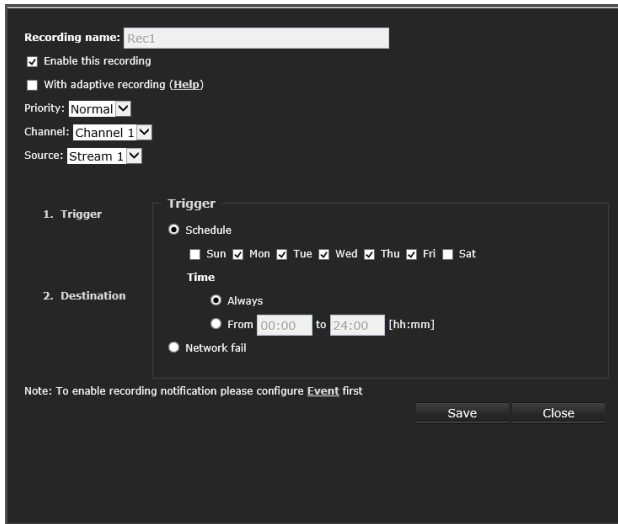 Recording name: Rec1
Enable this recording
With adaptive recording (Help)
Priority: Normal
Channel: Channel 1
Source: Stream 1
1. Trigger
2. Destination
Trigger
Schedule
Sun Mon Tue Wed Thu Fri Sat
Time
Always
From 00:00 to 24:00 [hh:mm]
Network fail
Note: To enable recording notification please configure Event first
Save Close